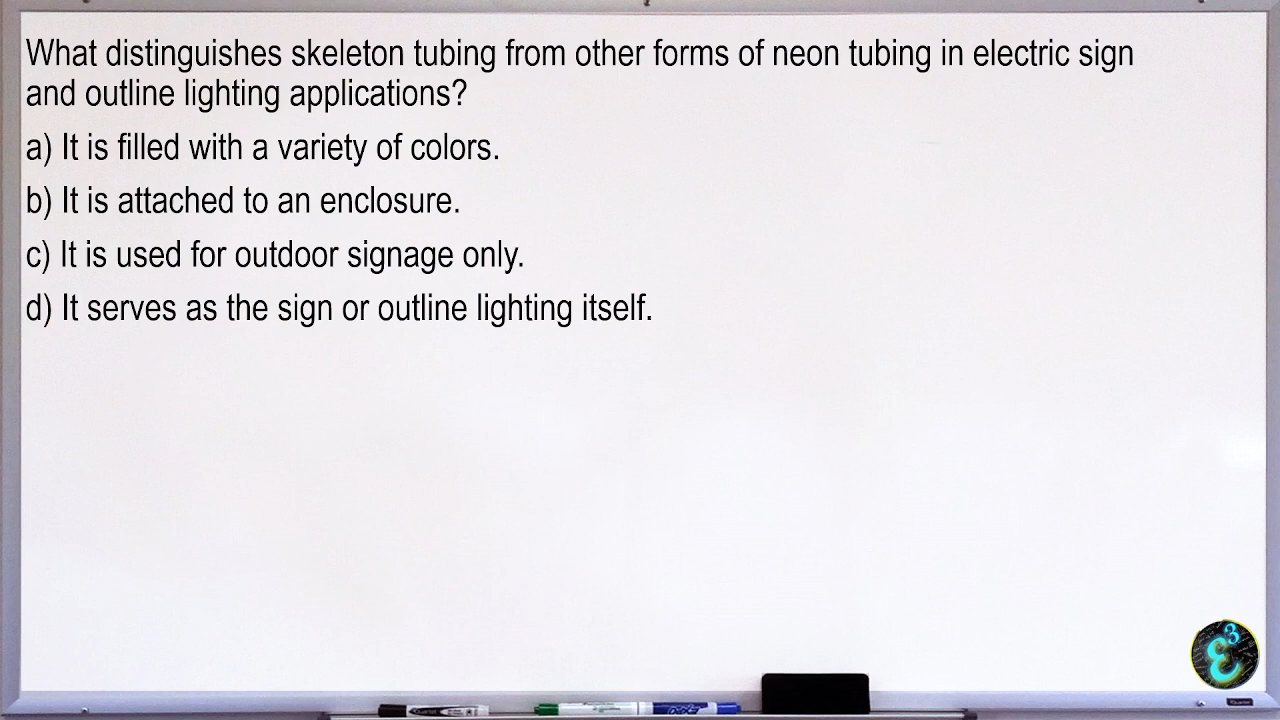 What distinguishes skeleton tubing from other forms of neon tubing in electric sign
and outline lighting applications?
a) It is filled with a variety of colors.
b) It is attached to an enclosure.
c) It is used for outdoor signage only.
d) It serves as the sign or outline lighting itself.
ε3